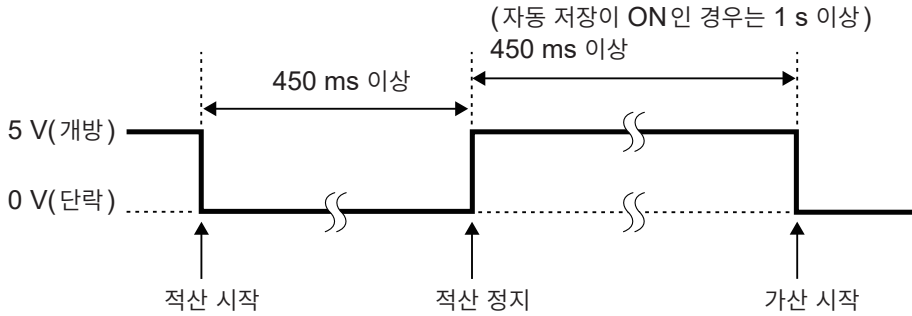 (자동 저장이 ON인 경우는 1 s 이상)
450 ms 이상
450 ms 이상
5 V(개방)
0 V(단락)
적산 시작
적산 정지
가산 시작